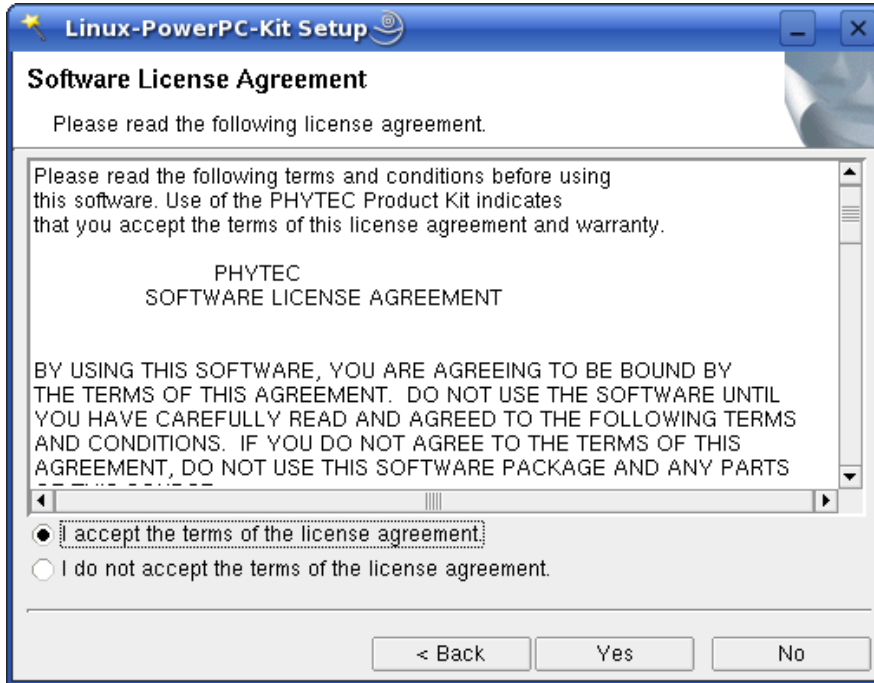 Linux-PowerPC-Kit Setup
Software License Agreement
Please read the following license agreement.
Please read the following terms and conditions before using
this software. Use of the PHYTEC Product Kit indicates
that you accept the terms of this license agreement and warranty.
PHYTEC
SOFTWARE LICENSE AGREEMENT
BY USING THIS SOFTWARE, YOU ARE AGREEING TO BE BOUND BY
THE TERMS OF THIS AGREEMENT.  DO NOT USE THE SOFTWARE UNTIL
YOU HAVE CAREFULLY READ AND AGREED TO THE FOLLOWING TERMS
AND CONDITIONS.  IF YOU DO NOT AGREE TO THE TERMS OF THIS
AGREEMENT, DO NOT USE THIS SOFTWARE PACKAGE AND ANY PARTS
I accept the terms of the license agreement.
I do not accept the terms of the license agreement.
< Back
Yes
No